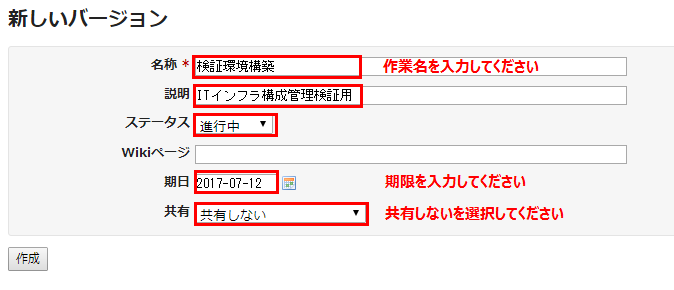 新しいバージョン
名称 * 検証環境構築 作業名を入力してください
説明 ITインフラ構成管理検証用
ステータス 進行中
Wikiページ
期日 2017-07-12 期限を入力してください
共有 共有しない 共有しないを選択してください
作成